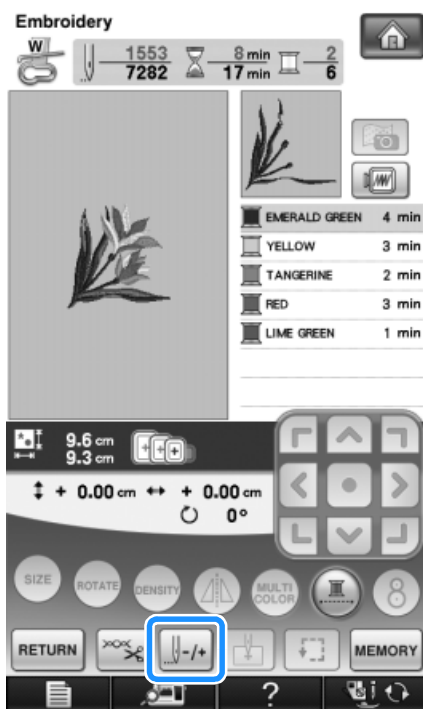 Embroidery
W
1553 8 min 2
7282 17 min 6
EMERALD GREEN 4 min
YELLOW 3 min
TANGERINE 2 min
RED 3 min
LIME GREEN 1 min
9.6 cm
9.3 cm
+ 0.00 cm + 0.00 cm
0°
SIZE ROTATE DENSITY MULTI COLOR 8
RETURN -/+ MEMORY
?